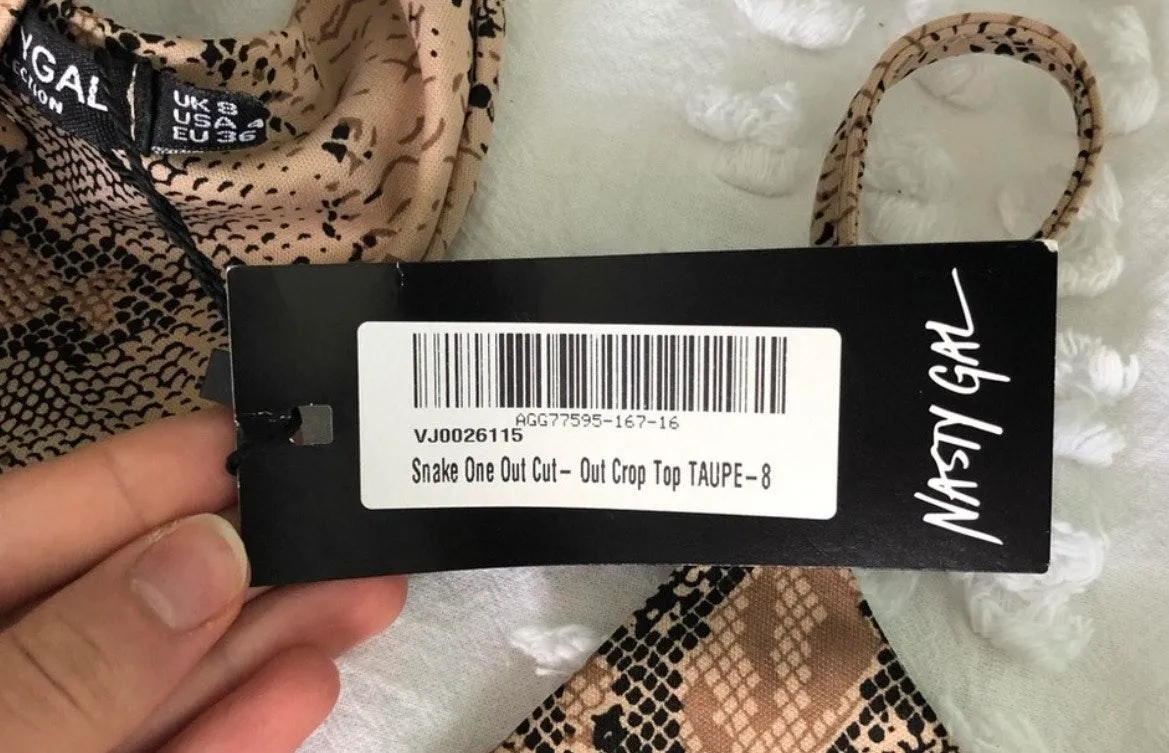 YGAL
CTION
UK 8
USA 4
EU 36
AGG77595-167-16
VJ0026115
Snake One Out Cut- Out Crop Top TAUPE-8
NASTY GAL